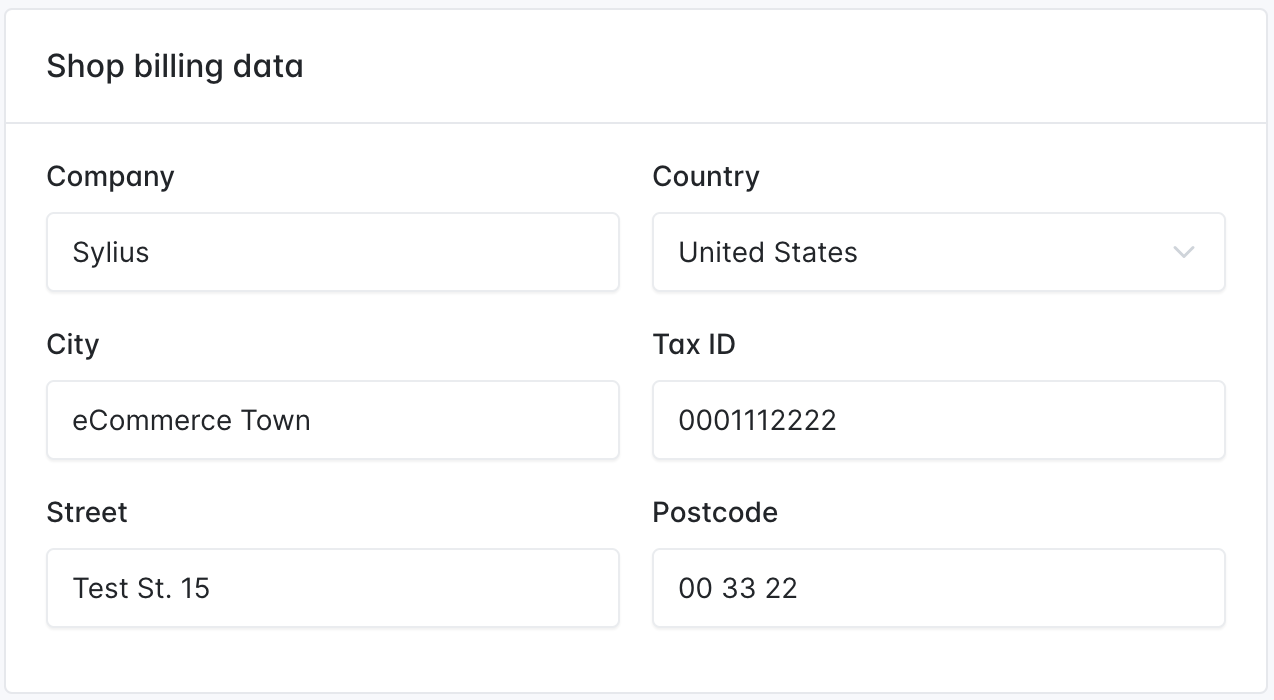 Shop billing data
Company
Country
Sylius
United States
City
Tax ID
eCommerce Town
0001112222
Street
Postcode
Test St. 15
00 33 22